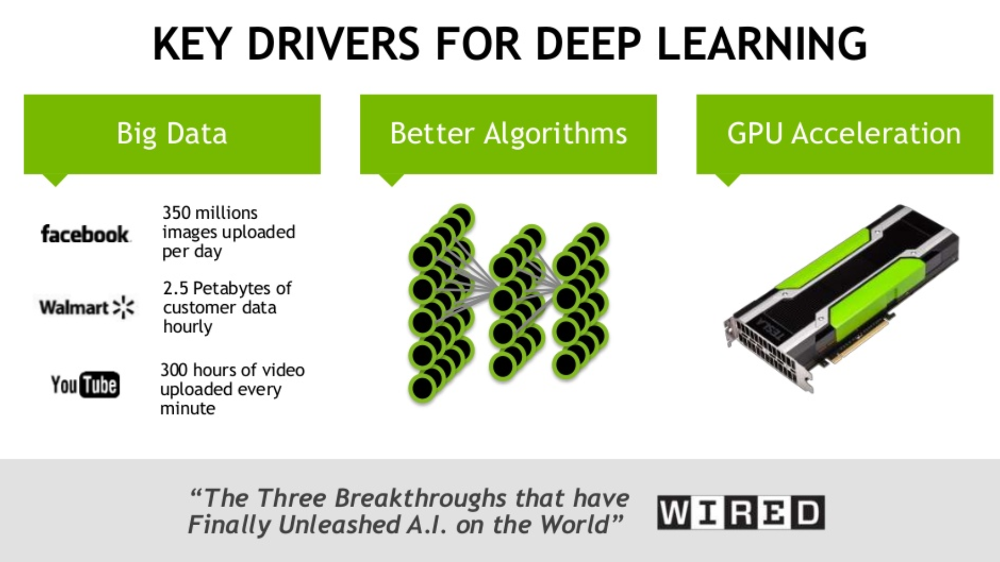 KEY DRIVERS FOR DEEP LEARNING
Big Data
facebook
350 millions
images uploaded
per day
Walmart
2.5 Petabytes of
customer data
hourly
YouTube
300 hours of video
uploaded every
minute
Better Algorithms
GPU Acceleration
TESLA
“The Three Breakthroughs that have
Finally Unleashed A.I. on the World”
WIRED